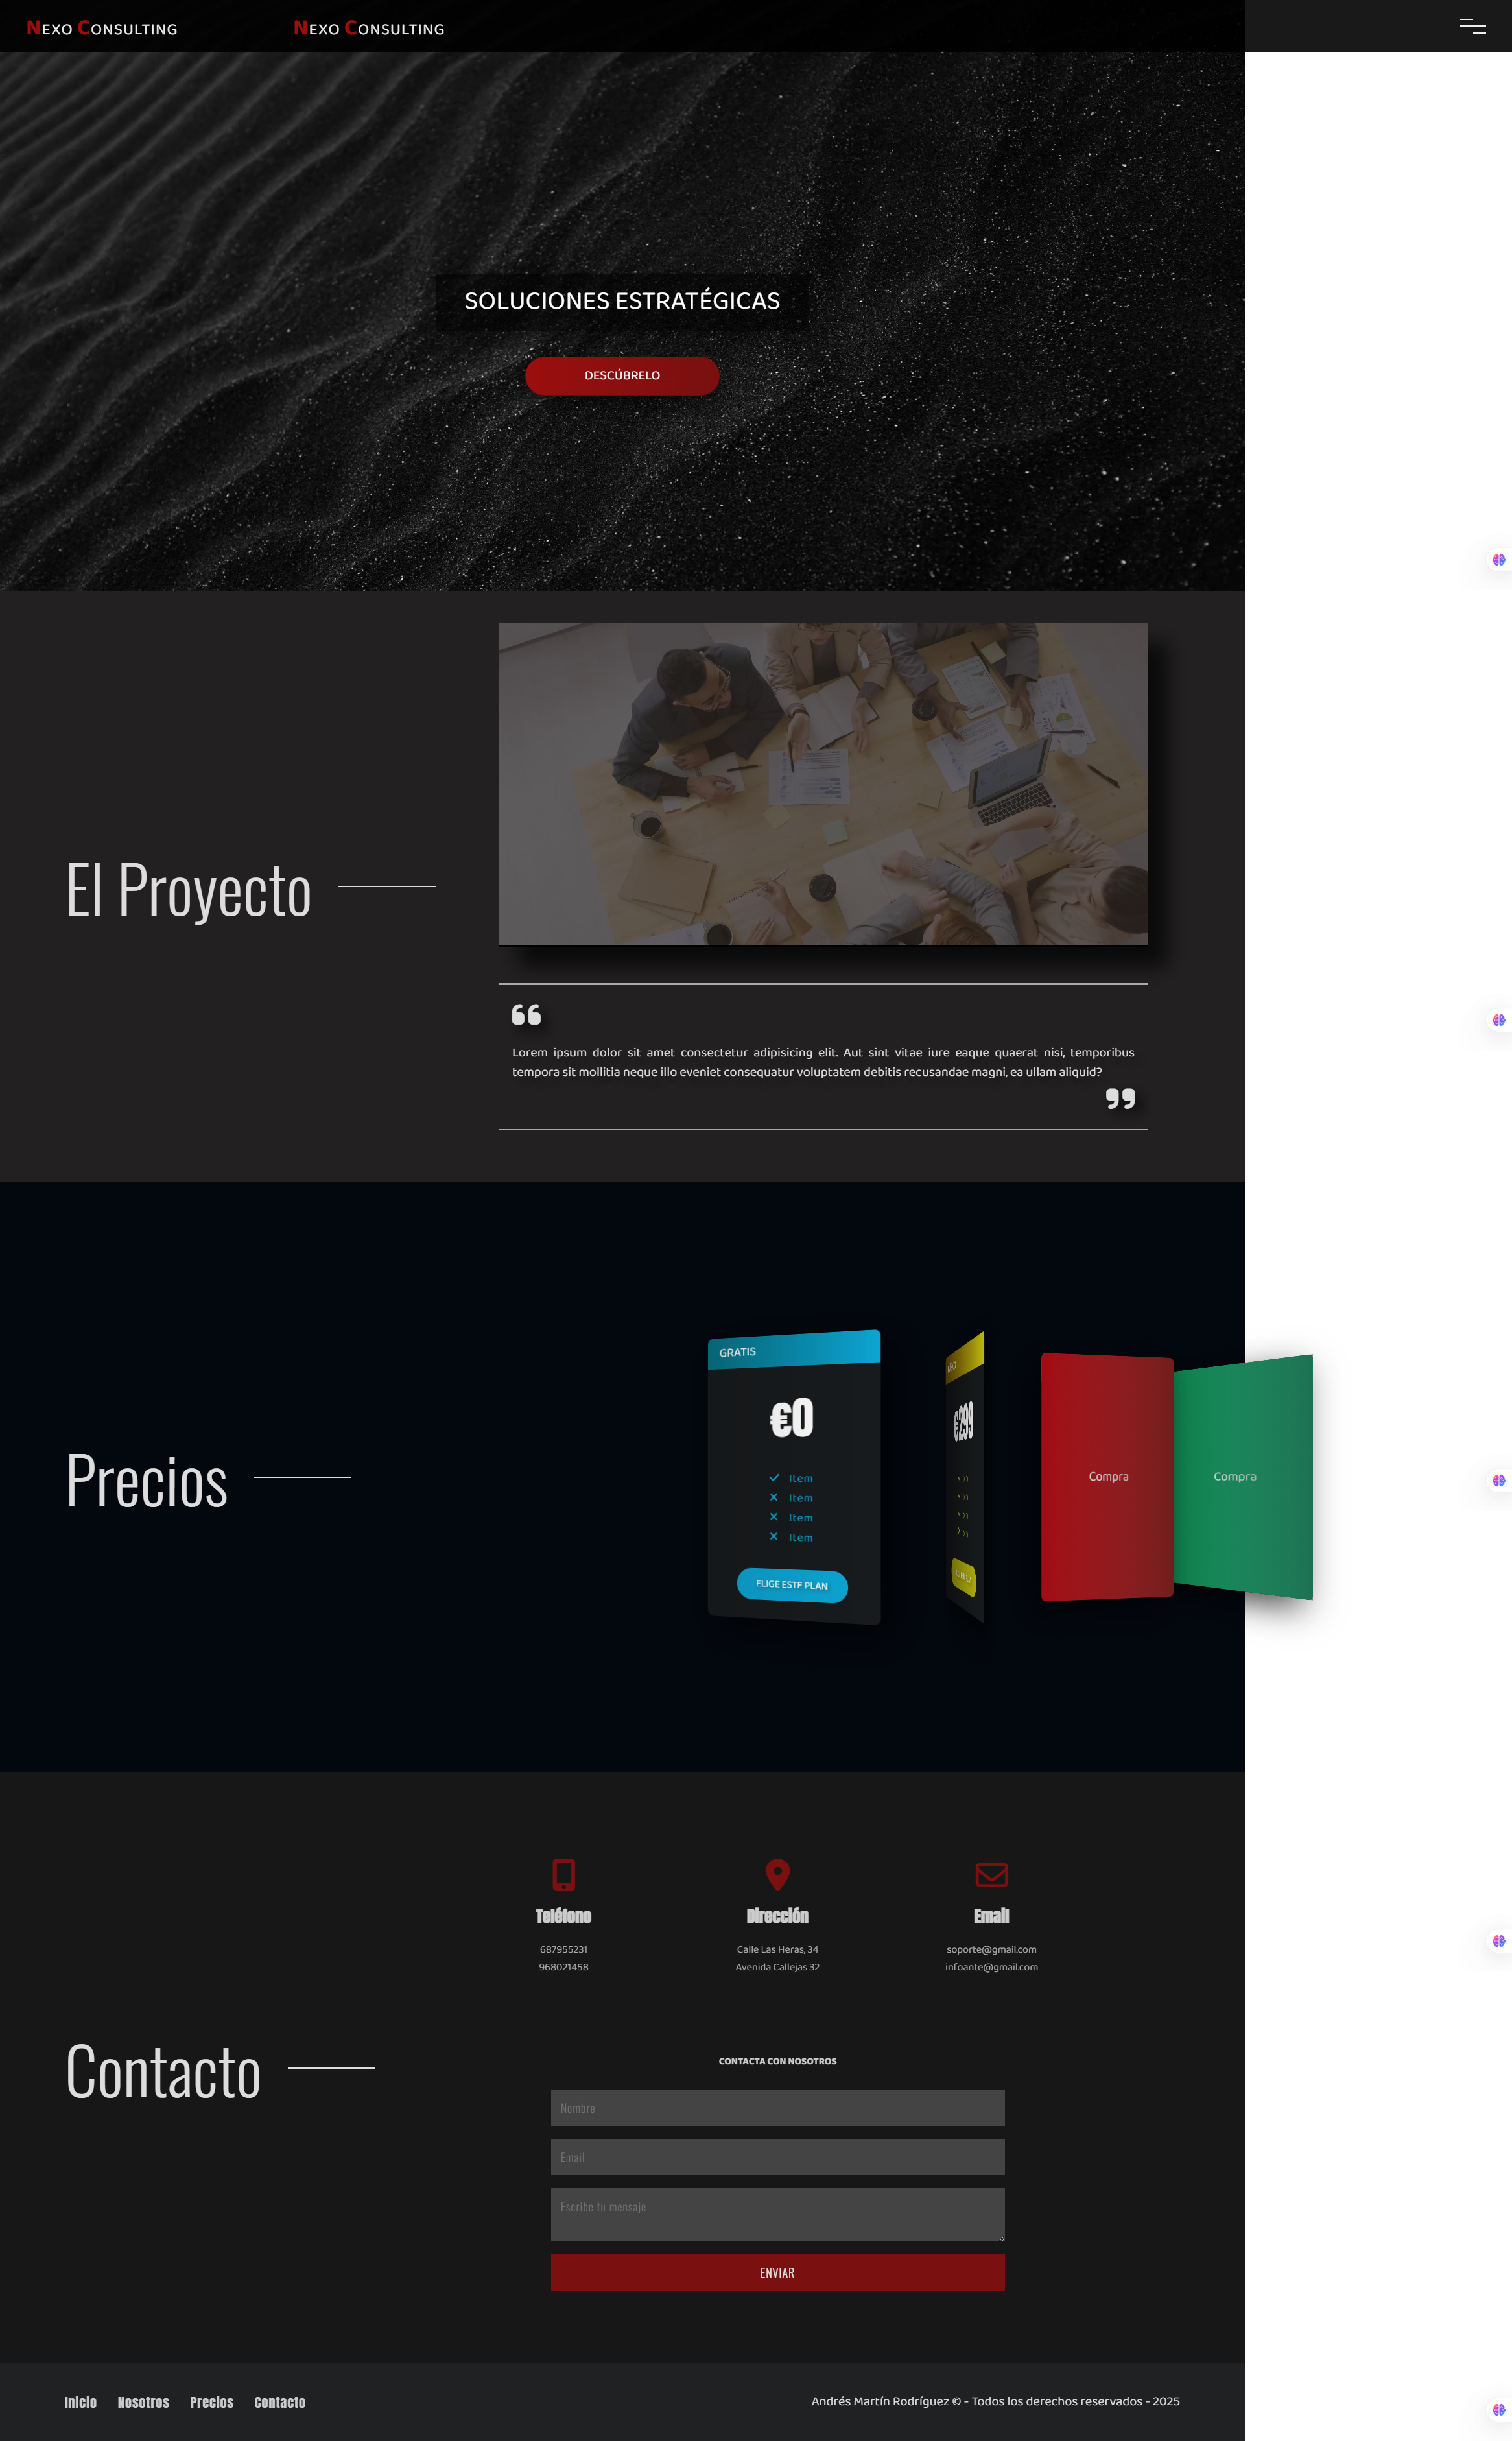 NEXO CONSULTING
NEXO CONSULTING
SOLUCIONES ESTRATÉGICAS
DESCÚBRELO
El Proyecto
Lorem ipsum dolor sit amet consectetur adipisicing elit. Aut sint vitae iure eaque quaerat nisi, temporibus
tempora sit mollitia neque illo eveniet consequatur voluptatem debitis recusandae magni, ea ullam aliquid?
Precios
GRATIS
€0
Item
Item
Item
Item
ELIGE ESTE PLAN
€299
Compra
Compra
Teléfono
687955231
968021458
Dirección
Calle Las Heras, 34
Avenida Callejas 32
Email
soporte@gmail.com
infoante@gmail.com
Contacto
CONTACTA CON NOSOTROS
Nombre
Email
Escribe tu mensaje
ENVIAR
Inicio Nosotros Precios Contacto
Andrés Martín Rodríguez © - Todos los derechos reservados - 2025